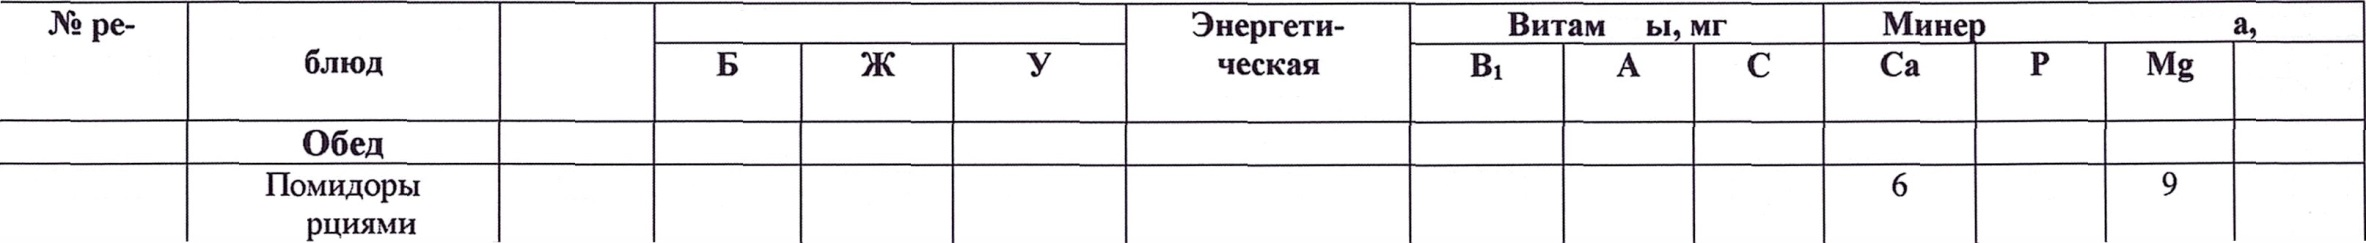 № ре-
блюд
Энергети-
ческая
Витам ы, мг
Минер а,
Б Ж У
B₁ A C
Ca P Mg
Обед
Помидоры 6 9
рциями